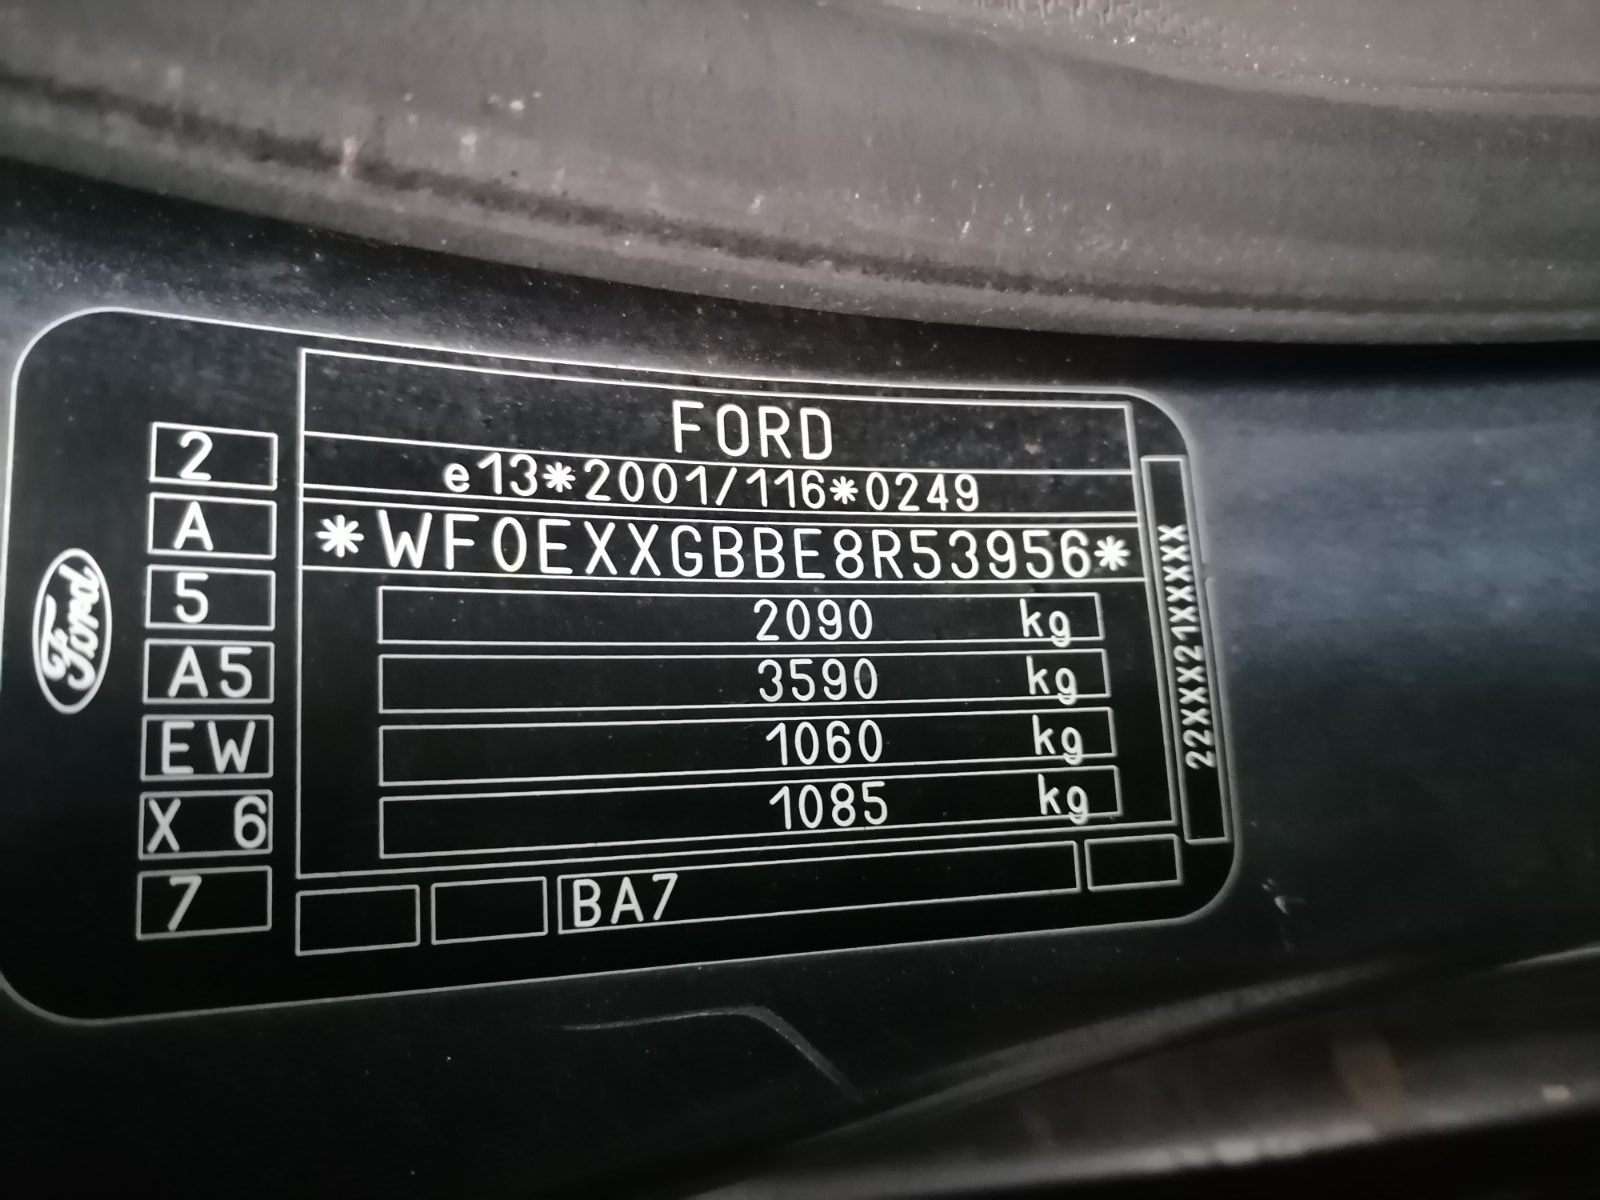 Ford
2
A
5
A5
EW
X 6
7
FORD
e13*2001/116*0249
*WF0EXXGBBE8R53956*
2090 kg
3590 kg
1060 kg
1085 kg
BA7
22XXX21XXXXX